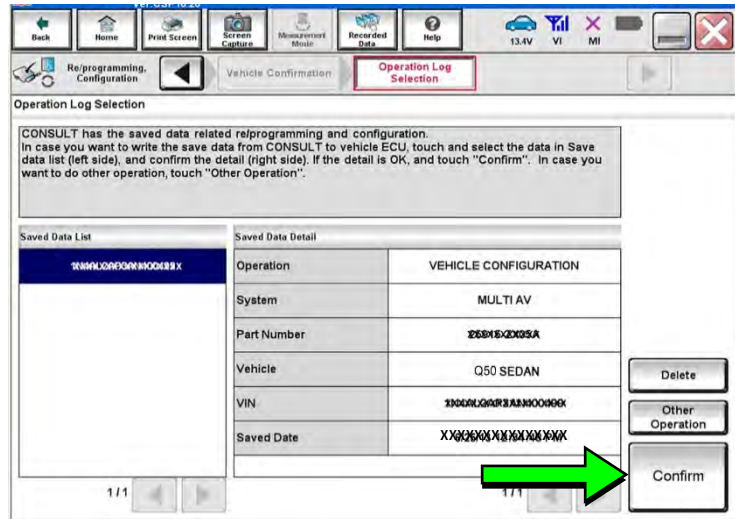 Back
Home
Print Screen
Screen Capture
Measurement Mode
Recorded Data
Help
13.4V
VI
MI
Re/programming, Configuration
Vehicle Confirmation
Operation Log Selection
Operation Log Selection
CONSULT has the saved data related re/programming and configuration.
In case you want to write the save data from CONSULT to vehicle ECU, touch and select the data in Save
data list (left side), and confirm the detail (right side). If the detail is OK, and touch "Confirm". In case you
want to do other operation, touch "Other Operation".
Saved Data List
Saved Data Detail
Operation
VEHICLE CONFIGURATION
System
MULTI AV
Part Number
Vehicle
Q50 SEDAN
VIN
Saved Date
Delete
Other
Operation
Confirm
1/1
1/1